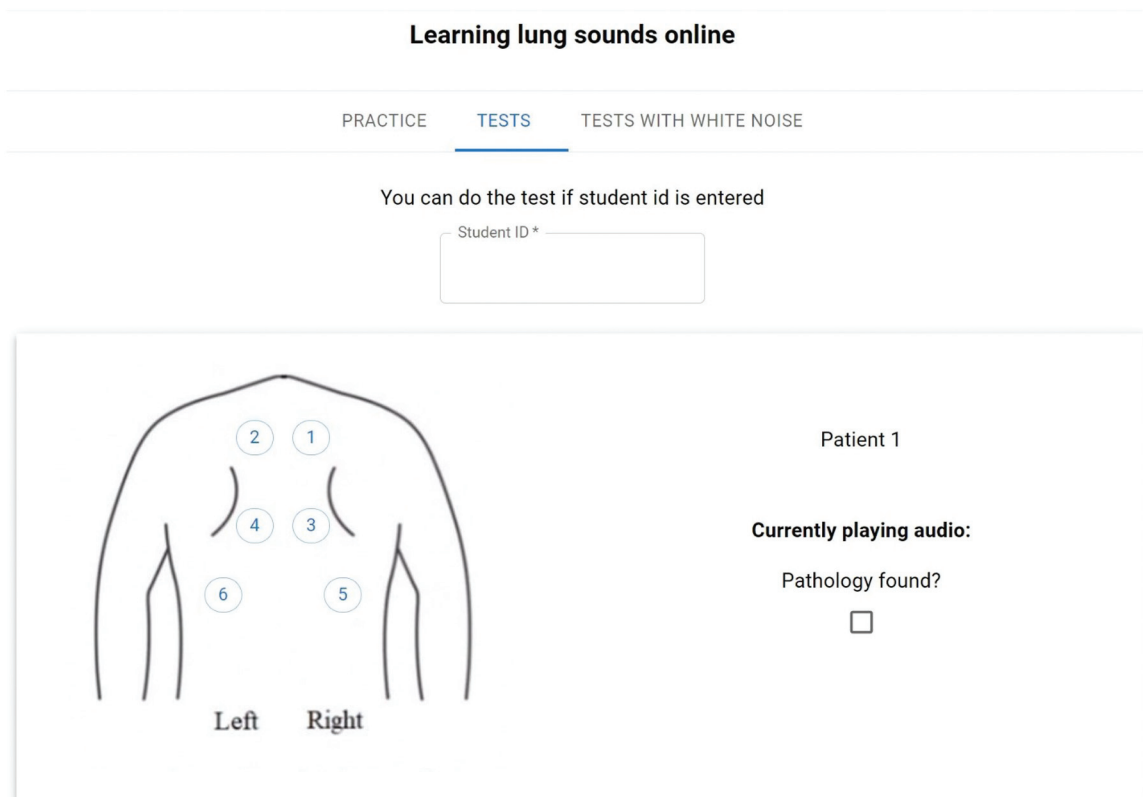 Learning lung sounds online
PRACTICE TESTS TESTS WITH WHITE NOISE
You can do the test if student id is entered
Student ID *
2 1
Patient 1
4 3
Currently playing audio:
Pathology found?
6 5
Left Right